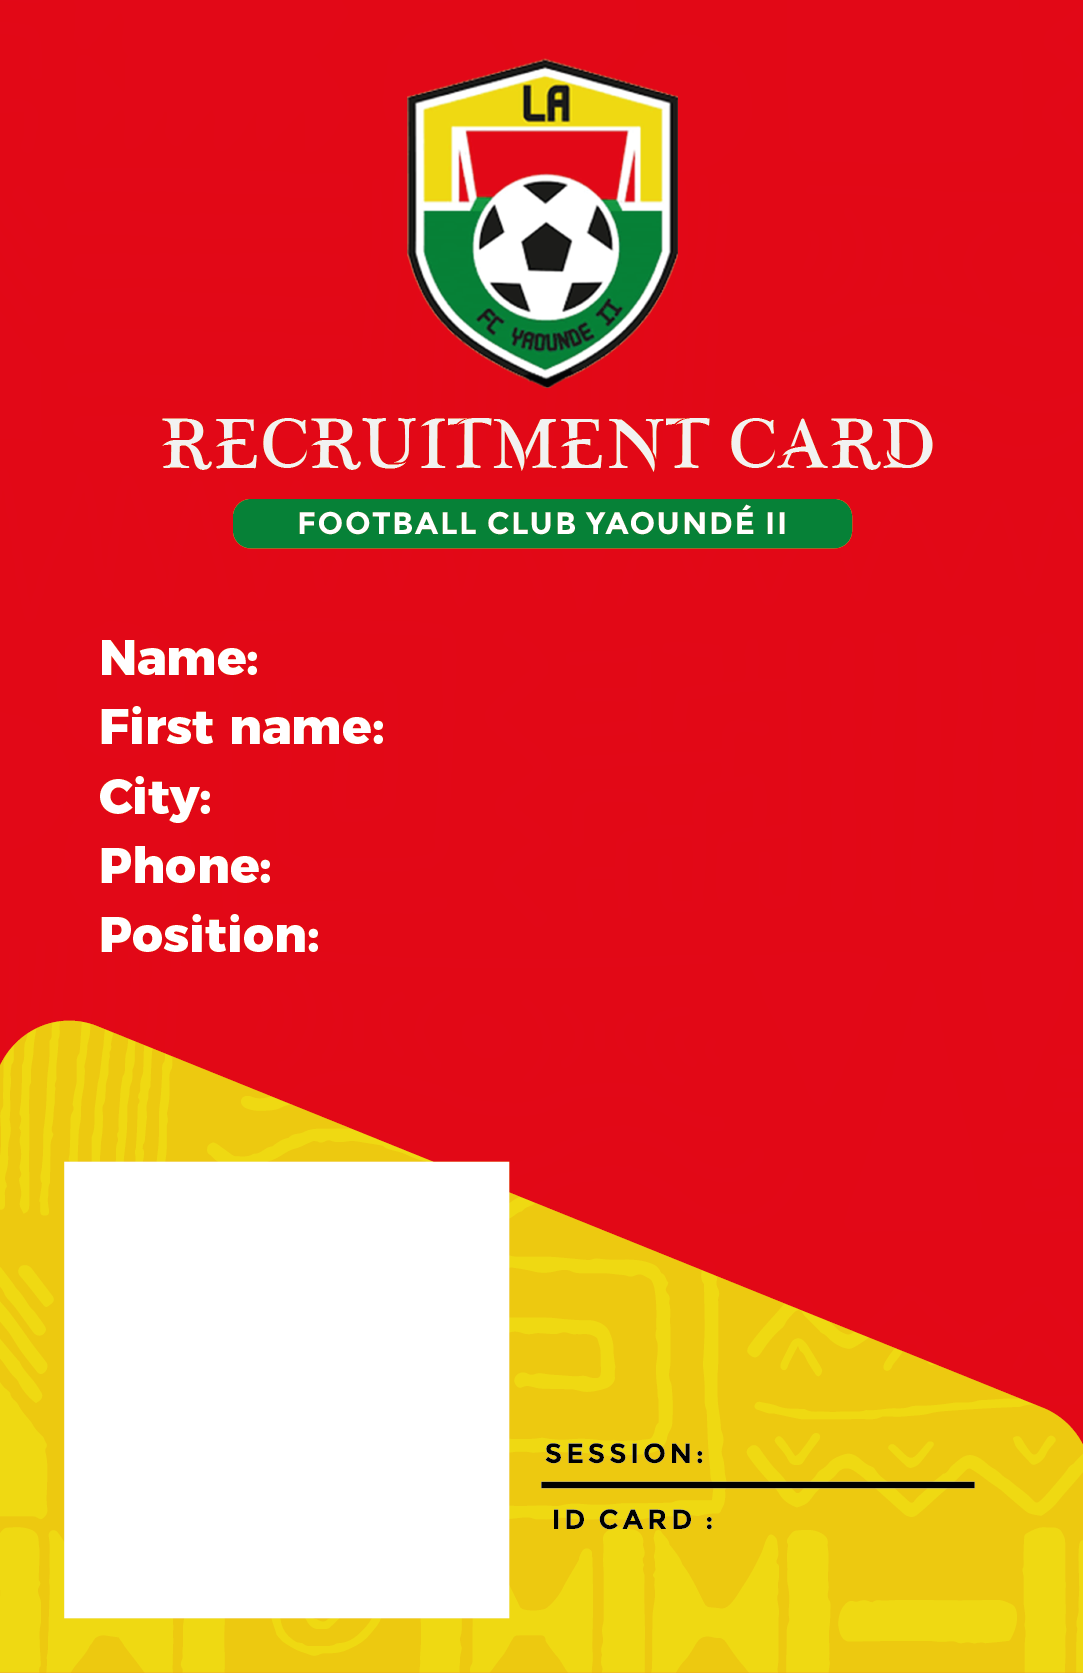 LA
FC YAOUNDE II
RECRUITMENT CARD
FOOTBALL CLUB YAOUNDÉ II
Name:
First name:
City:
Phone:
Position:
SESSION:
ID CARD :